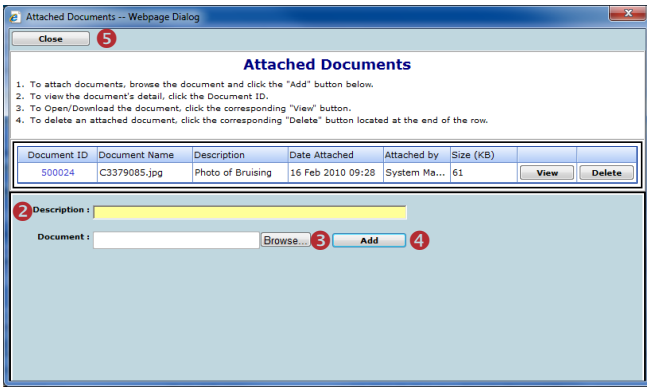 Attached Documents -- Webpage Dialog
x
Close 5
Attached Documents
1. To attach documents, browse the document and click the "Add" button below.
2. To view the document's detail, click the Document ID.
3. To Open/Download the document, click the corresponding "View" button.
4. To delete an attached document, click the corresponding "Delete" button located at the end of the row.
Document ID Document Name Description Date Attached Attached by Size (KB)
500024 C3379085.jpg Photo of Bruising 16 Feb 2010 09:28 System Ma... 61 View Delete
2 Description :
Document : Browse... 3 Add 4